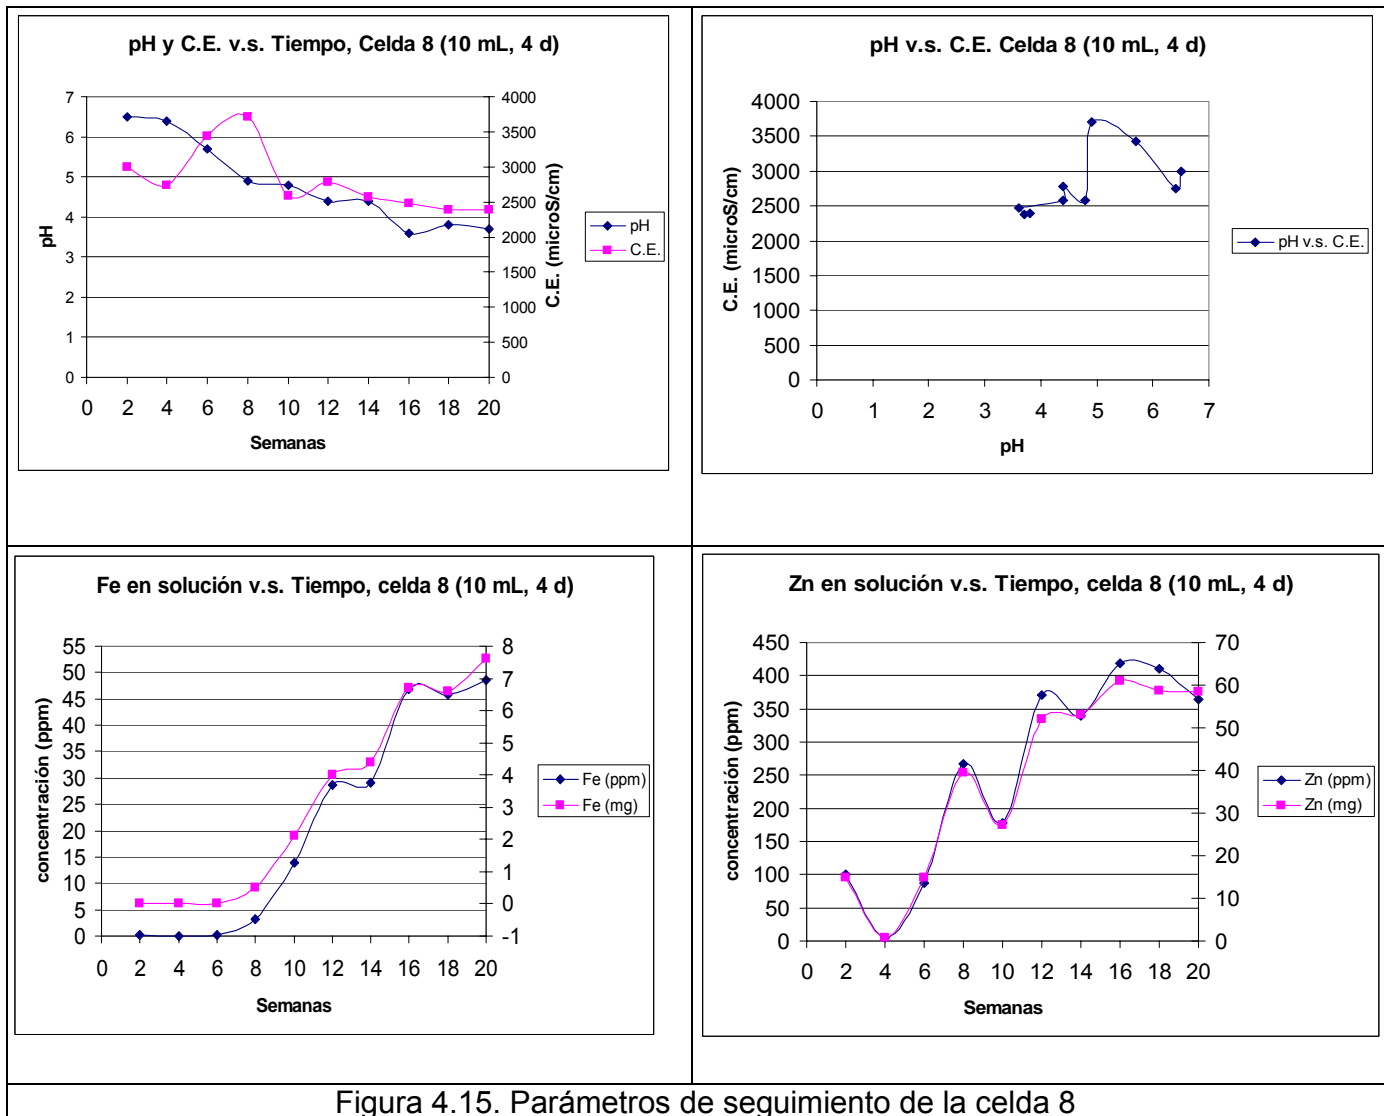 pH y C.E. v.s. Tiempo, Celda 8 (10 mL, 4 d)
7
6
5
4
3
2
1
0
pH
4000
3500
3000
2500
2000
1500
1000
500
0
C.E. (microS/cm)
0 2 4 6 8 10 12 14 16 18 20
Semanas
pH
C.E.
pH v.s. C.E. Celda 8 (10 mL, 4 d)
4000
3500
3000
2500
2000
1500
1000
500
0
C.E. (microS/cm)
0 1 2 3 4 5 6 7
pH
pH v.s. C.E.
Fe en solución v.s. Tiempo, celda 8 (10 mL, 4 d)
55
50
45
40
35
30
25
20
15
10
5
0
concentración (ppm)
8
7
6
5
4
3
2
1
0
-1
0 2 4 6 8 10 12 14 16 18 20
Semanas
Fe (ppm)
Fe (mg)
Zn en solución v.s. Tiempo, celda 8 (10 mL, 4 d)
450
400
350
300
250
200
150
100
50
0
concentración (ppm)
70
60
50
40
30
20
10
0
0 2 4 6 8 10 12 14 16 18 20
Semanas
Zn (ppm)
Zn (mg)
Figura 4.15. Parámetros de seguimiento de la celda 8